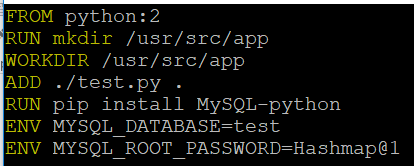 FROM python:2
RUN mkdir /usr/src/app
WORKDIR /usr/src/app
ADD ./test.py .
RUN pip install MySQL-python
ENV MYSQL_DATABASE=test
ENV MYSQL_ROOT_PASSWORD=Hashmap@1